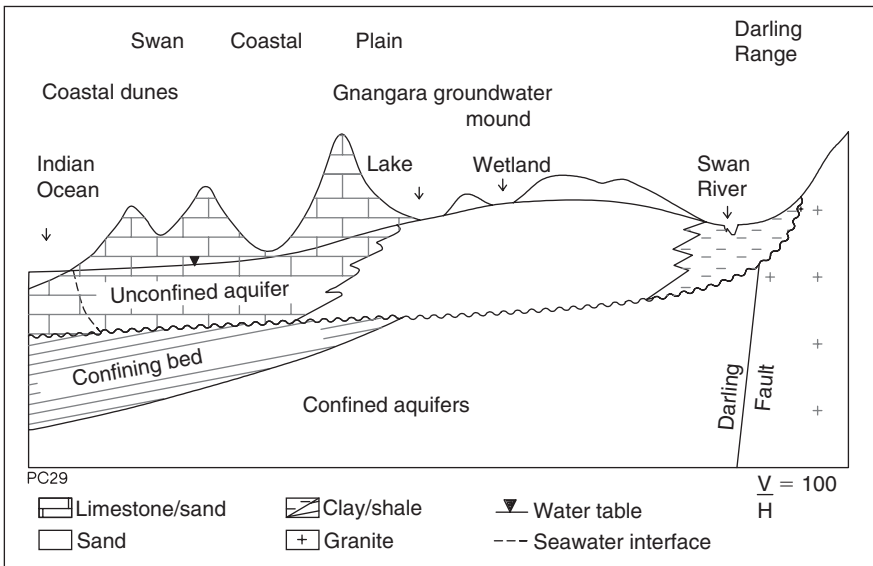 Swan Coastal Plain
Darling
Range
Coastal dunes
Gnangara groundwater
mound
Indian
Ocean
Lake
Wetland
Swan
River
Unconfined aquifer
Confining bed
Confined aquifers
Darling
Fault
PC29
Limestone/sand
Clay/shale
Water table
Sand
Granite
Seawater interface
V = 100
H